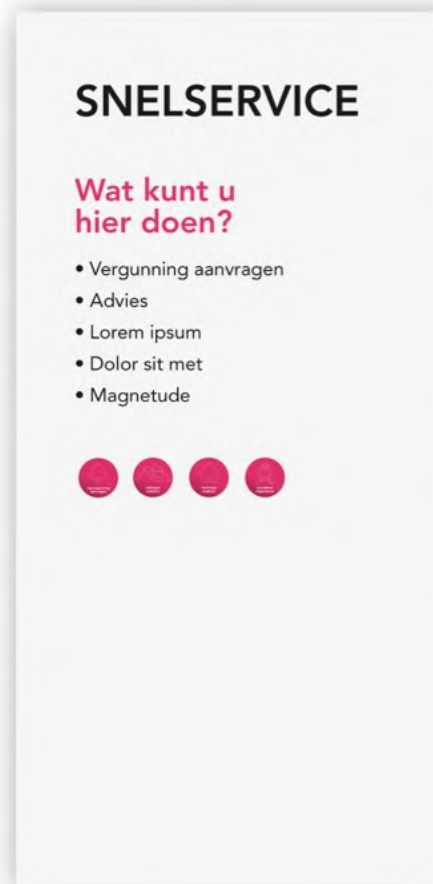 SNELSERVICE
Wat kunt u
hier doen?
• Vergunning aanvragen
• Advies
• Lorem ipsum
• Dolor sit met
• Magnetude